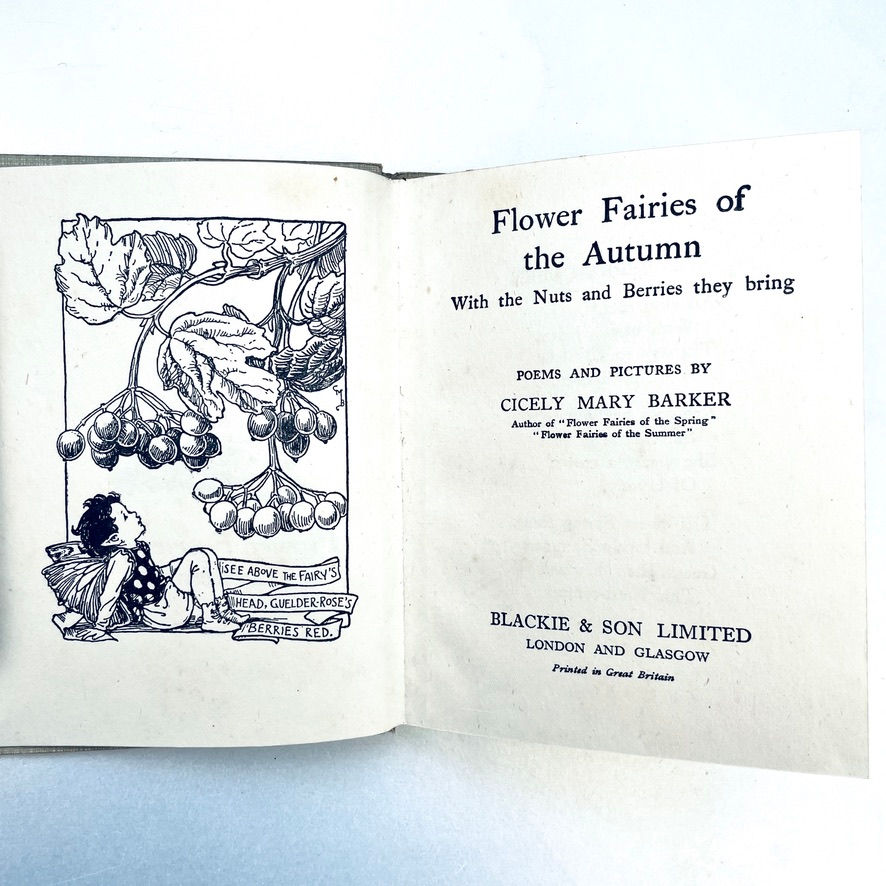 CMB
SEE ABOVE THE FAIRY'S
HEAD, GUELDER-ROSE'S
BERRIES RED.
Flower Fairies of
the Autumn
With the Nuts and Berries they bring
POEMS AND PICTURES BY
CICELY MARY BARKER
Author of "Flower Fairies of the Spring"
"Flower Fairies of the Summer"
BLACKIE & SON LIMITED
LONDON AND GLASGOW
Printed in Great Britain